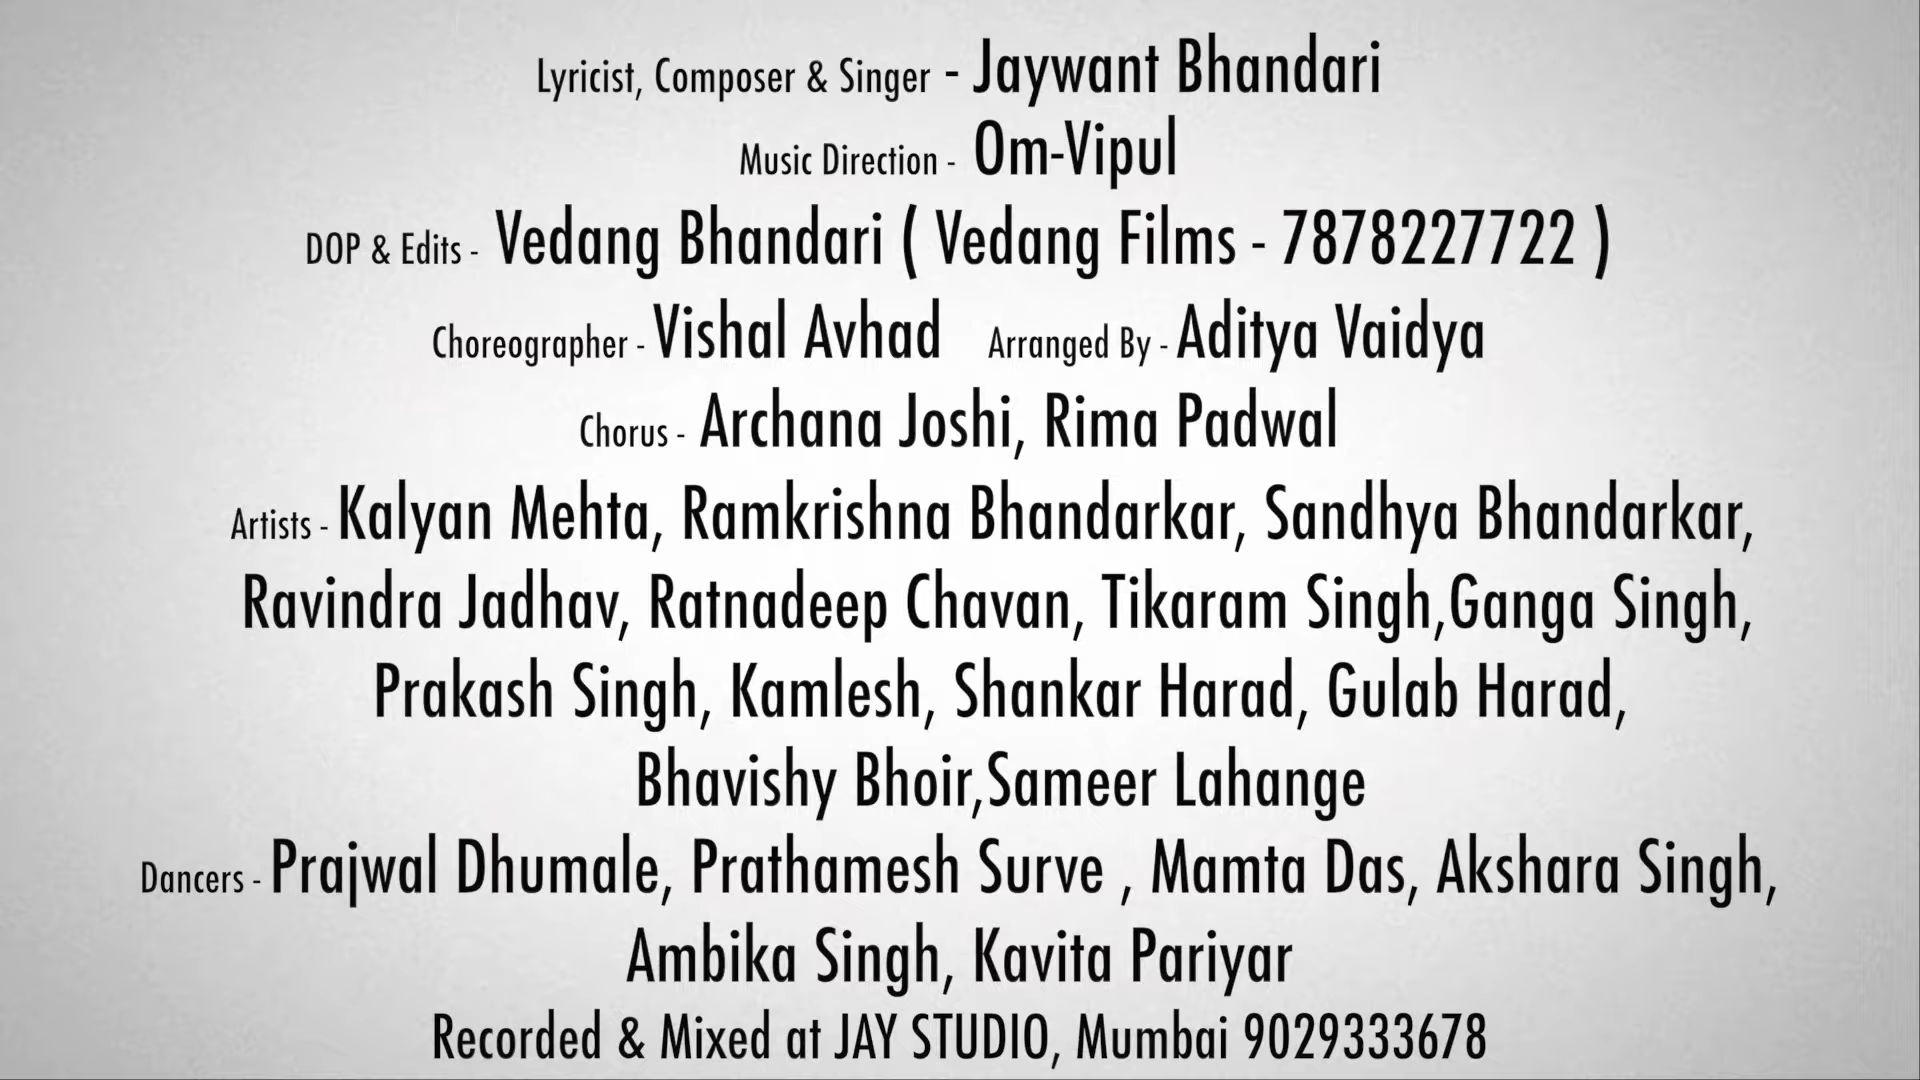 Lyricist, Composer & Singer - Jaywant Bhandari
Music Direction - Om-Vipul
DOP & Edits - Vedang Bhandari ( Vedang Films - 7878227722 )
Choreographer - Vishal Avhad Arranged By - Aditya Vaidya
Chorus - Archana Joshi, Rima Padwal
Artists - Kalyan Mehta, Ramkrishna Bhandarkar, Sandhya Bhandarkar,
Ravindra Jadhav, Ratnadeep Chavan, Tikaram Singh,Ganga Singh,
Prakash Singh, Kamlesh, Shankar Harad, Gulab Harad,
Bhavishy Bhoir,Sameer Lahange
Dancers - Prajwal Dhumale, Prathamesh Surve , Mamta Das, Akshara Singh,
Ambika Singh, Kavita Pariyar
Recorded & Mixed at JAY STUDIO, Mumbai 9029333678